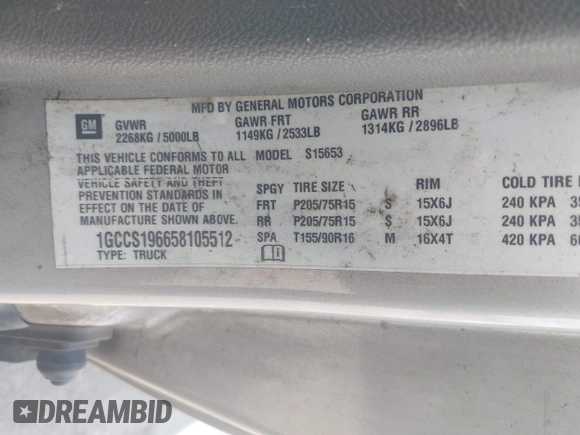 MFD BY GENERAL MOTORS CORPORATION
GM GVWR GAWR FRT GAWR RR
2268KG / 5000LB 1149KG / 2533LB 1314KG / 2896LB
THIS VEHICLE CONFORMS TO ALL MODEL S15653
APPLICABLE FEDERAL MOTOR
VEHICLE SAFETY AND THEFT SPGY TIRE SIZE RIM COLD TIRE
PREVENTION STANDARDS IN FRT P205/75R15 S 15X6J 240 KPA
EFFECT ON THE DATE OF RR P205/75R15 S 15X6J 240 KPA
MANUFACTURE SHOWN ABOVE. SPA T155/90R16 M 16X4T 420 KPA
1GCCS196658105512
TYPE: TRUCK
DREAMBID